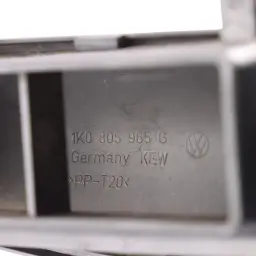 1K0 805 965 G
Germany KEW
>PP-T20<